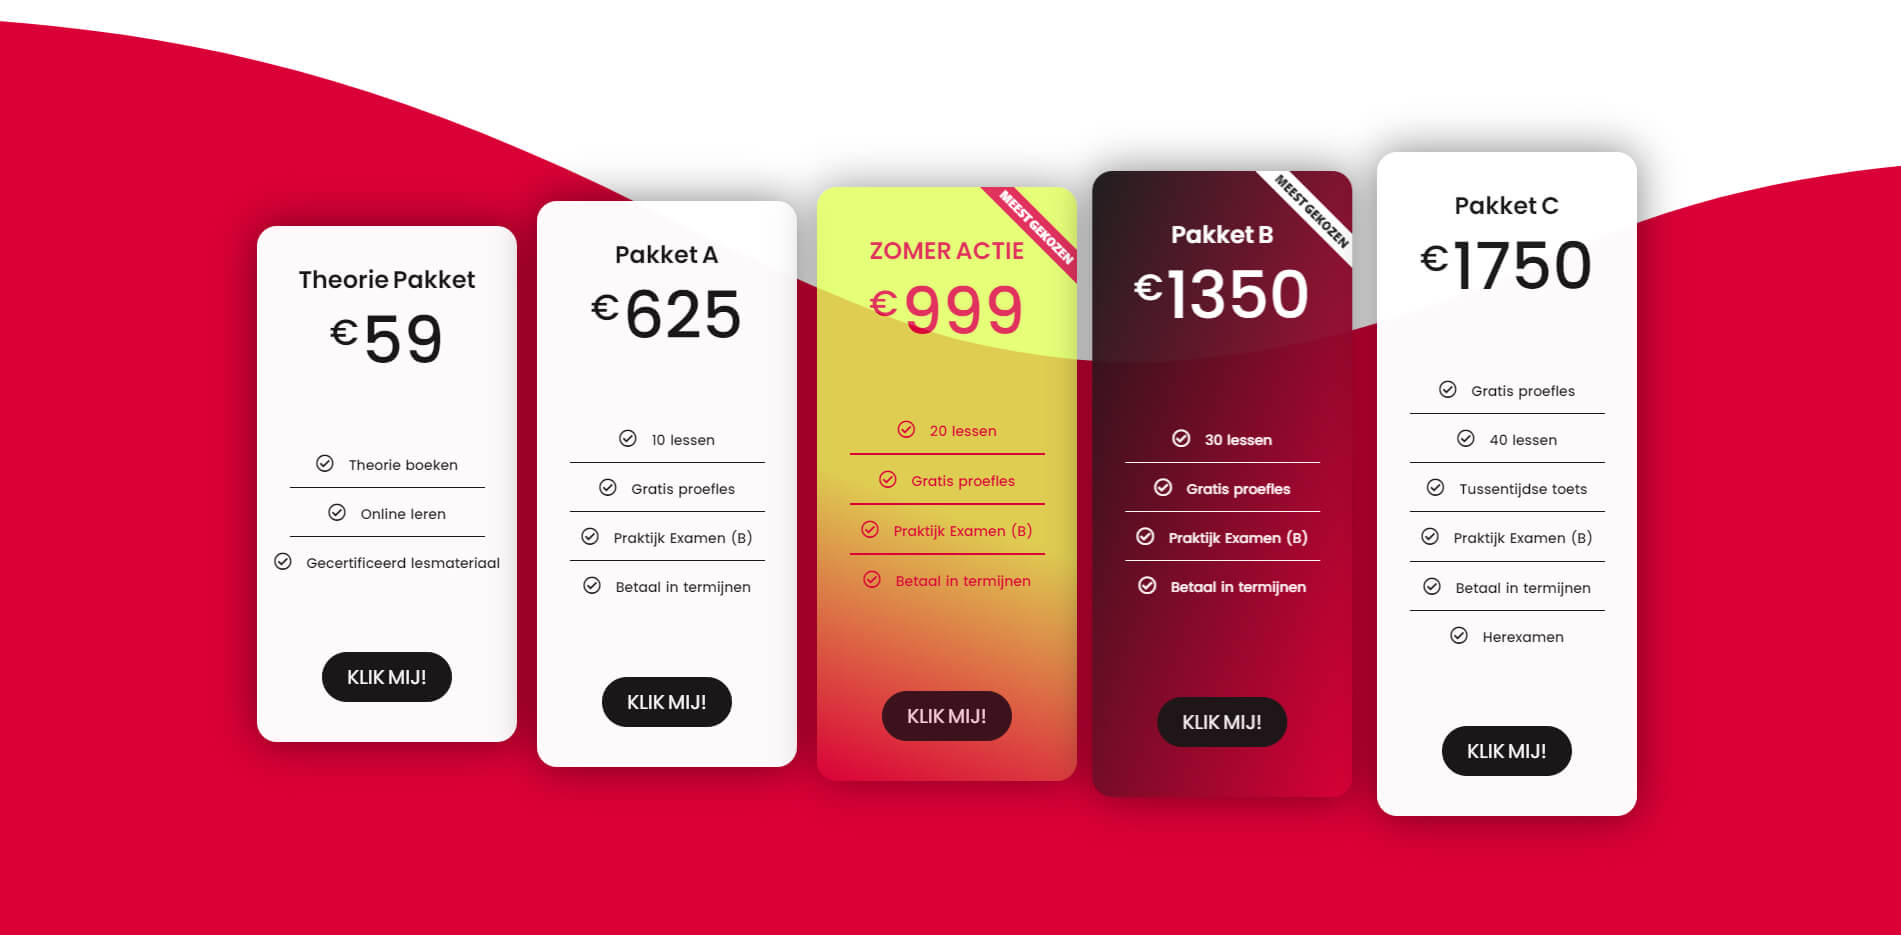 Theorie Pakket
€59
Theorie boeken
Online leren
Gecertificeerd lesmateriaal
KLIK MIJ!
Pakket A
€625
10 lessen
Gratis proefles
Praktijk Examen (B)
Betaal in termijnen
KLIK MIJ!
MEEST GEKOZEN
ZOMER ACTIE
€999
20 lessen
Gratis proefles
Praktijk Examen (B)
Betaal in termijnen
KLIK MIJ!
MEEST GEKOZEN
Pakket B
€1350
30 lessen
Gratis proefles
Praktijk Examen (B)
Betaal in termijnen
KLIK MIJ!
Pakket C
€1750
Gratis proefles
40 lessen
Tussentijdse toets
Praktijk Examen (B)
Betaal in termijnen
Herexamen
KLIK MIJ!